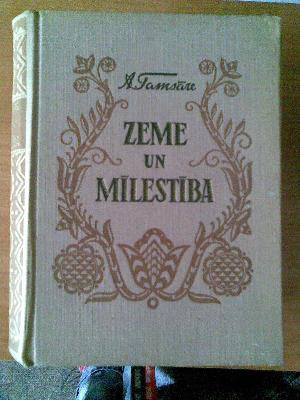 A. Tamsāre
ZEME
UN
MĪLESTĪBA